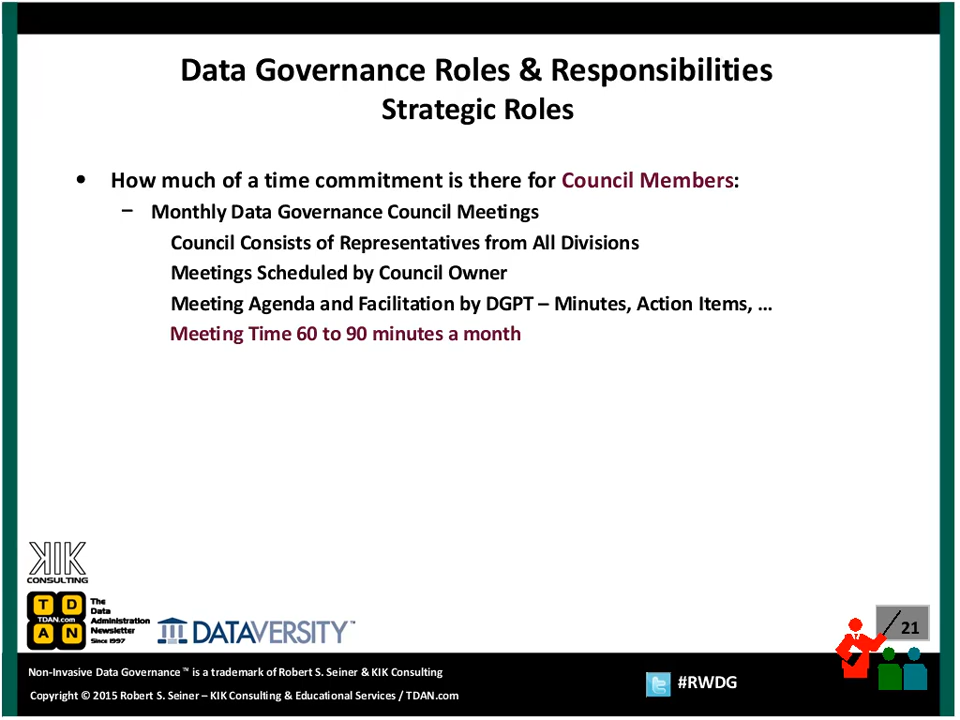 Data Governance Roles & Responsibilities
Strategic Roles
• How much of a time commitment is there for Council Members:
– Monthly Data Governance Council Meetings
Council Consists of Representatives from All Divisions
Meetings Scheduled by Council Owner
Meeting Agenda and Facilitation by DGPT – Minutes, Action Items, …
Meeting Time 60 to 90 minutes a month
KIK
CONSULTING
T D
TDAN.com
A N
The
Data
Administration
Newsletter
Since 1997
DATAVERSITY™
21
Non-Invasive Data Governance™ is a trademark of Robert S. Seiner & KIK Consulting
Copyright © 2015 Robert S. Seiner – KIK Consulting & Educational Services / TDAN.com
#RWDG